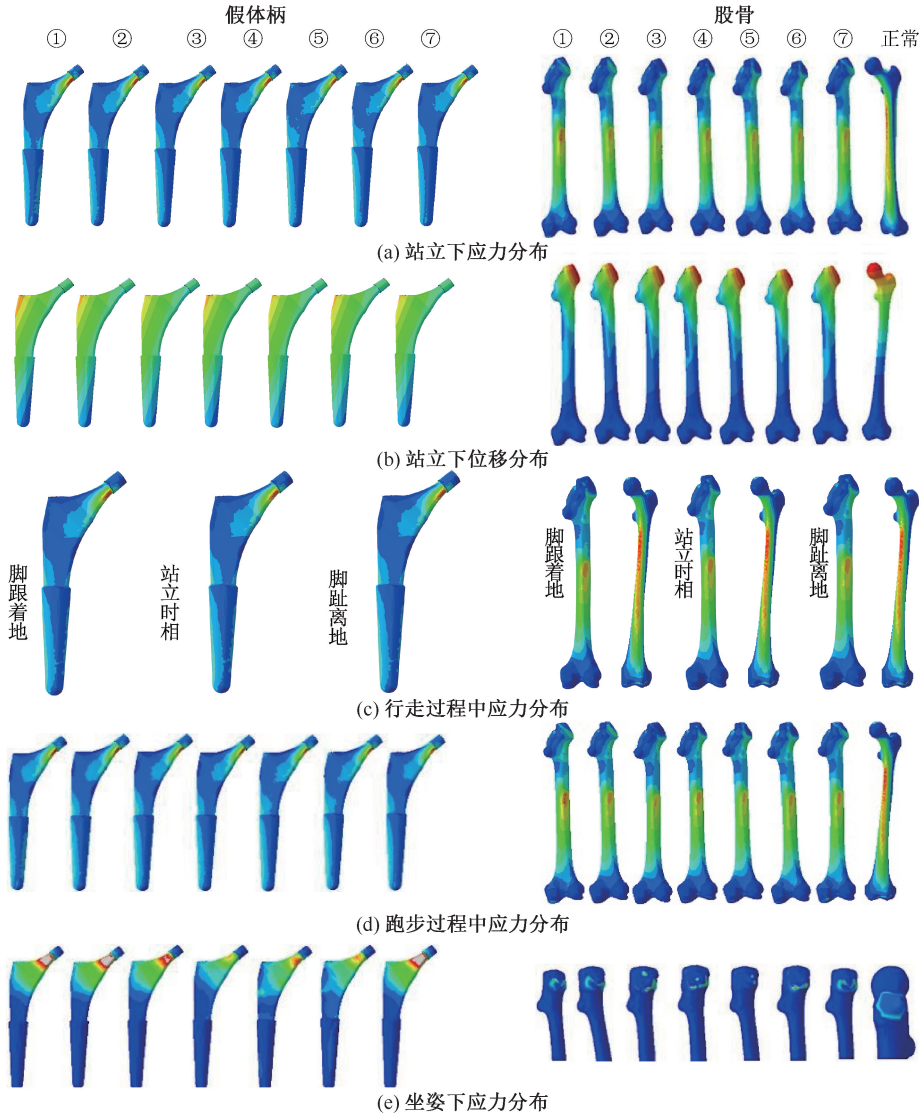 假体柄 股骨
① ② ③ ④ ⑤ ⑥ ⑦ ① ② ③ ④ ⑤ ⑥ ⑦ 正常
(a) 站立下应力分布
(b) 站立下位移分布
脚跟着地 站立时相 脚趾离地 脚跟着地 站立时相 脚趾离地
(c) 行走过程中应力分布
(d) 跑步过程中应力分布
(e) 坐姿下应力分布